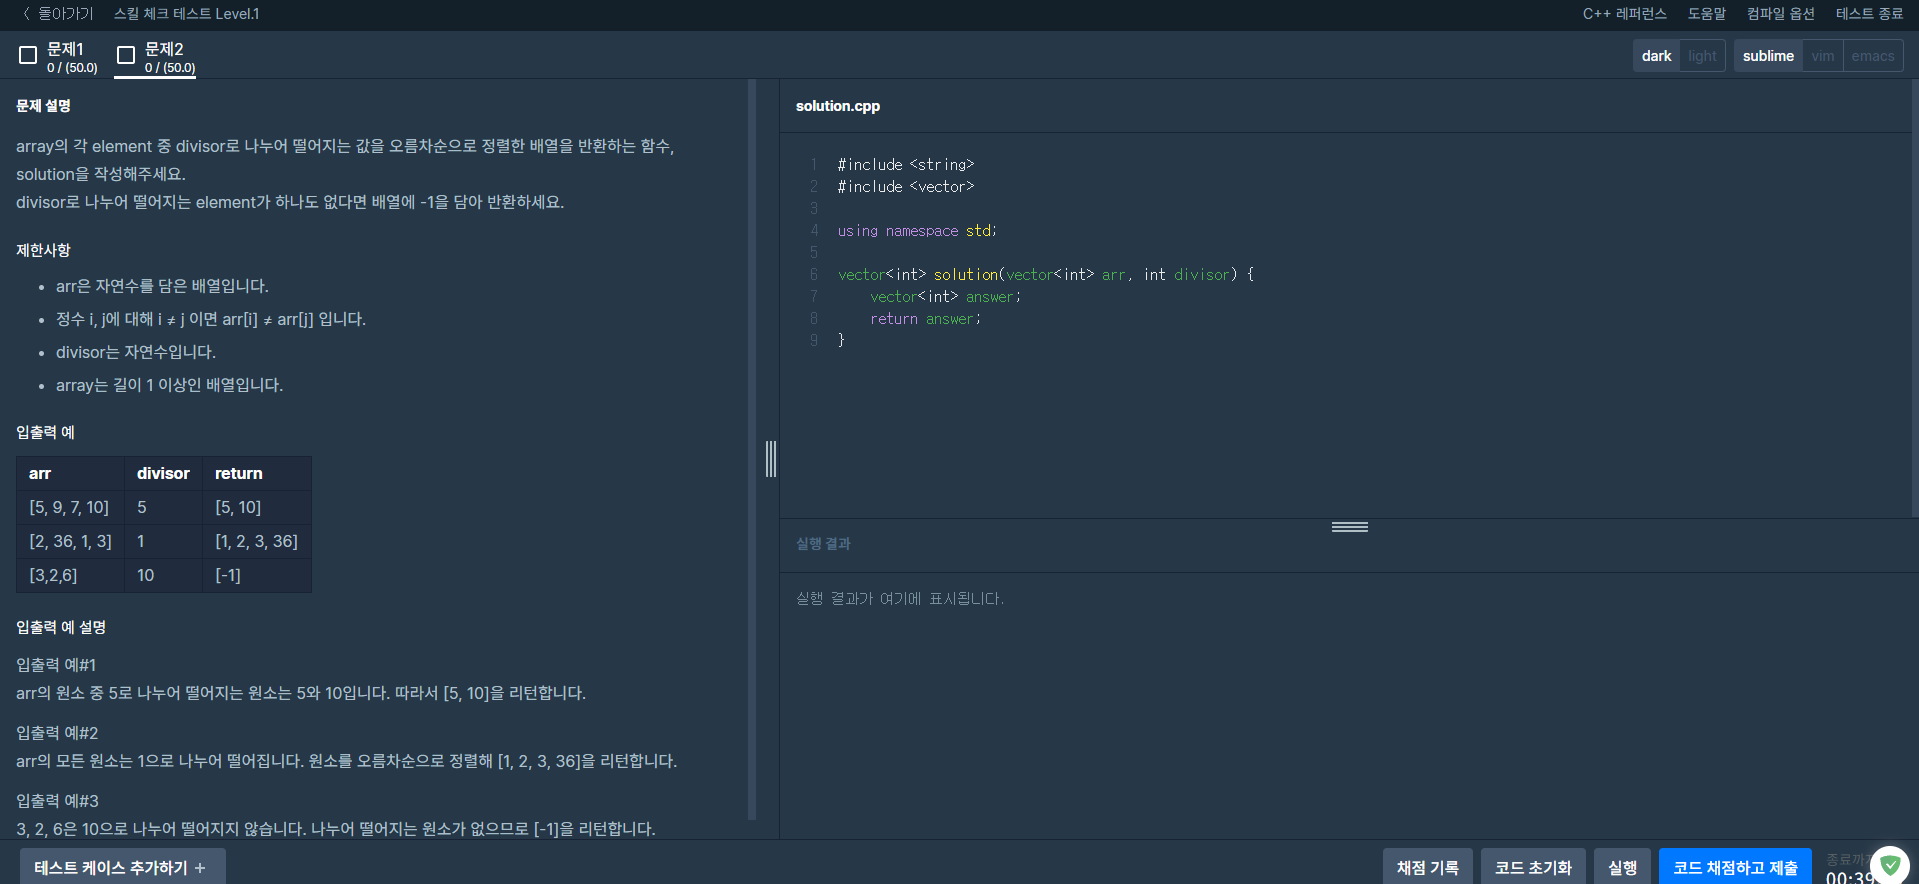 돌아가기 스킬 체크 테스트 Level.1 C++ 레퍼런스 도움말 컴파일 옵션 테스트 종료
문제1 문제2
0 / (50.0) 0 / (50.0)
dark light sublime vim emacs
문제 설명
array의 각 element 중 divisor로 나누어 떨어지는 값을 오름차순으로 정렬한 배열을 반환하는 함수,
solution을 작성해주세요.
divisor로 나누어 떨어지는 element가 하나도 없다면 배열에 -1을 담아 반환하세요.
제한사항
• arr은 자연수를 담은 배열입니다.
• 정수 i, j에 대해 i ≠ j 이면 arr[i] ≠ arr[j] 입니다.
• divisor는 자연수입니다.
• array는 길이 1 이상인 배열입니다.
입출력 예
arr divisor return
[5, 9, 7, 10] 5 [5, 10]
[2, 36, 1, 3] 1 [1, 2, 3, 36]
[3,2,6] 10 [-1]
입출력 예 설명
입출력 예#1
arr의 원소 중 5로 나누어 떨어지는 원소는 5와 10입니다. 따라서 [5, 10]을 리턴합니다.
입출력 예#2
arr의 모든 원소는 1으로 나누어 떨어집니다. 원소를 오름차순으로 정렬해 [1, 2, 3, 36]을 리턴합니다.
입출력 예#3
3, 2, 6은 10으로 나누어 떨어지지 않습니다. 나누어 떨어지는 원소가 없으므로 [-1]을 리턴합니다.
solution.cpp
1 #include <string>
2 #include <vector>
3
4 using namespace std;
5
6 vector<int> solution(vector<int> arr, int divisor) {
7 vector<int> answer;
8 return answer;
9 }
실행 결과
실행 결과가 여기에 표시됩니다.
테스트 케이스 추가하기 + 채점 기록 코드 초기화 실행 코드 채점하고 제출 종료까지
00:39